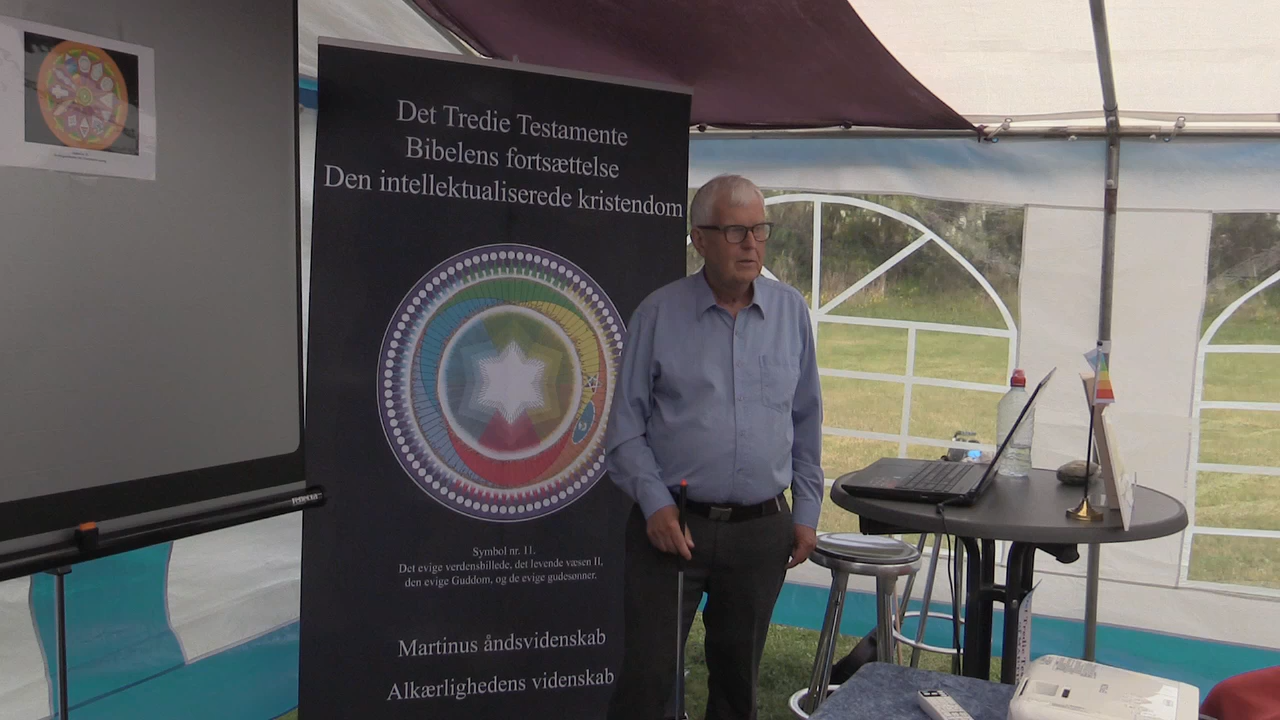 Det Tredie Testamente
Bibelens fortsættelse
Den intellektualiserede kristendom
Symbol nr. 11.
Det evige verdensbillede, det levende væsen II,
den evige Guddom, og de evige gudesønner.
Martinus åndsvidenskab
Alkærlighedens videnskab